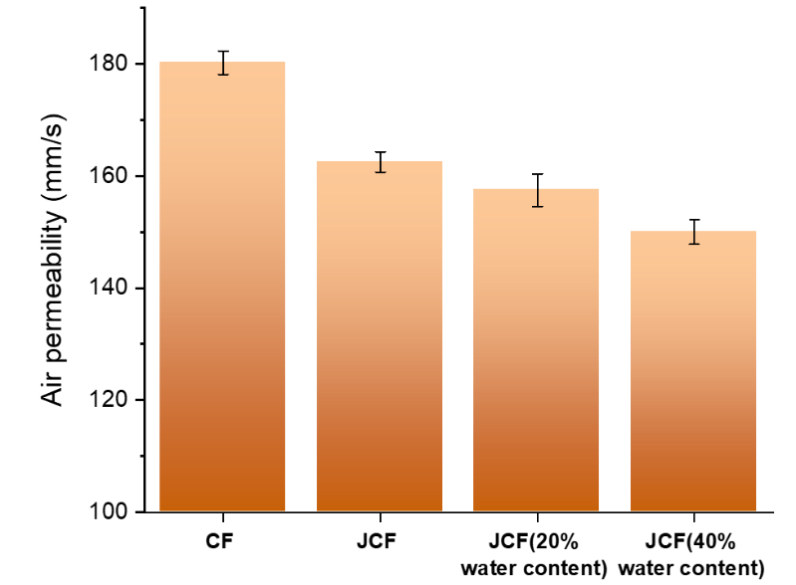 Air permeability (mm/s)
180
160
140
120
100
CF
JCF
JCF(20%
water content)
JCF(40%
water content)